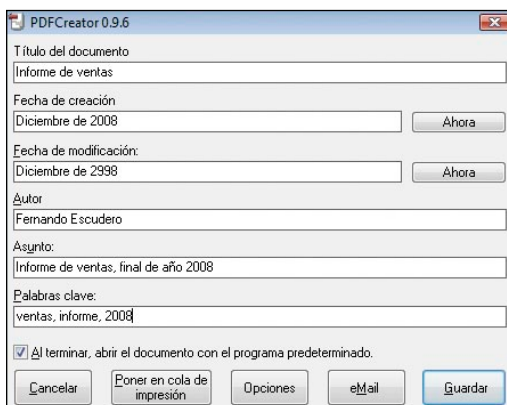 PDFCreator 0.9.6
Título del documento
Informe de ventas
Fecha de creación
Diciembre de 2008
Ahora
Fecha de modificación:
Diciembre de 2998
Ahora
Autor
Fernando Escudero
Asunto:
Informe de ventas, final de año 2008
Palabras clave:
ventas, informe, 2008
Al terminar, abrir el documento con el programa predeterminado.
Cancelar
Poner en cola de
impresión
Opciones
eMail
Guardar